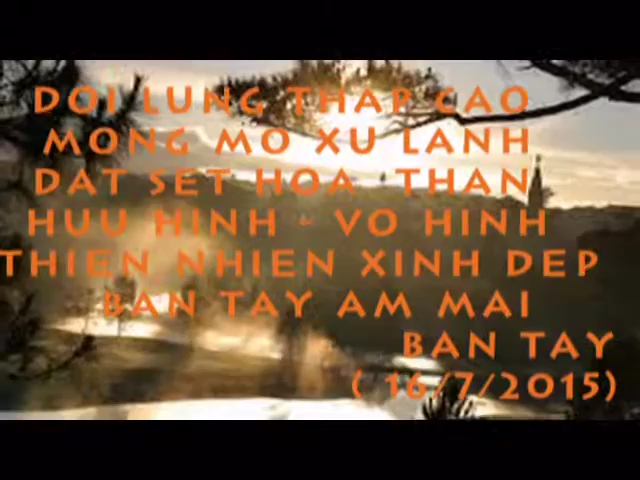 DOI LUNG THAP CAO
MONG MO XU LANH
DAT SET HOA THAN
HUU HINH - VO HINH
THIEN NHIEN XINH DEP
BAN TAY AM MAI
BAN TAY
( 16/7/2015)